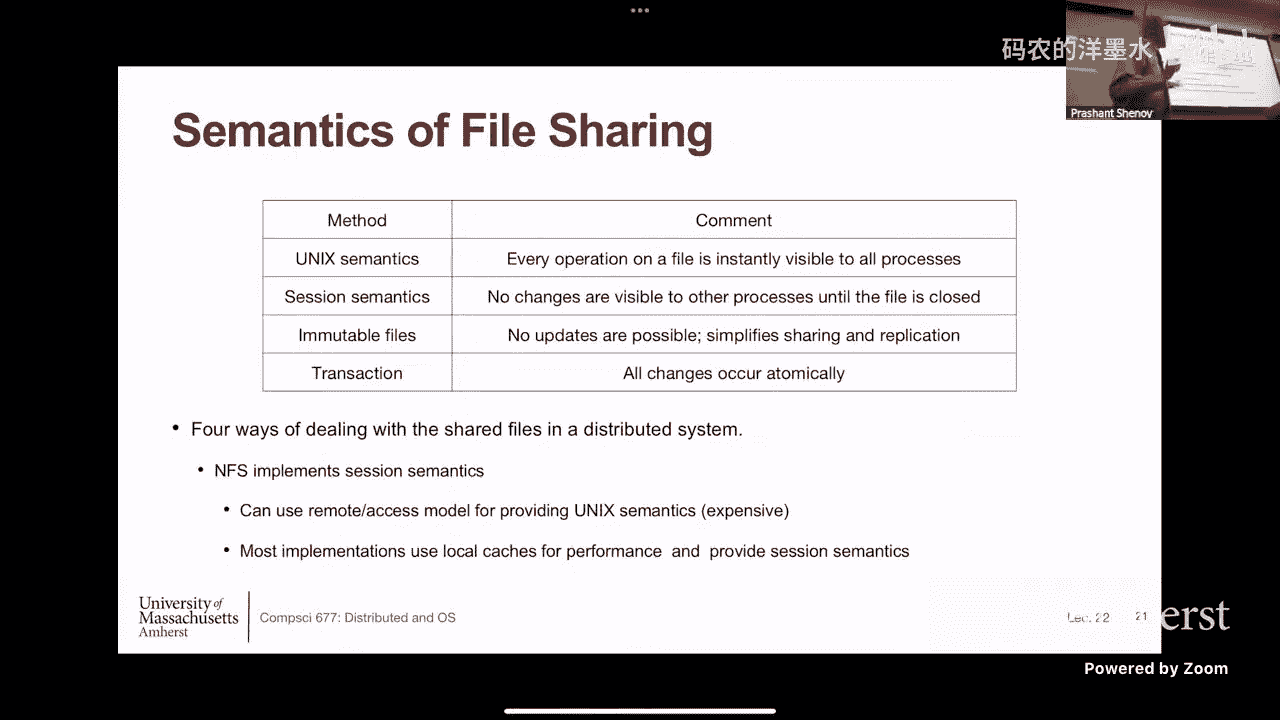 码农的洋墨水
Prashant Shenoy
Semantics of File Sharing
Method Comment
UNIX semantics Every operation on a file is instantly visible to all processes
Session semantics No changes are visible to other processes until the file is closed
Immutable files No updates are possible; simplifies sharing and replication
Transaction All changes occur atomically
• Four ways of dealing with the shared files in a distributed system.
• NFS implements session semantics
• Can use remote/access model for providing UNIX semantics (expensive)
• Most implementations use local caches for performance and provide session semantics
University of
Massachusetts
Amherst
Compsci 677: Distributed and OS
Lec. 22 21
erst
Powered by Zoom